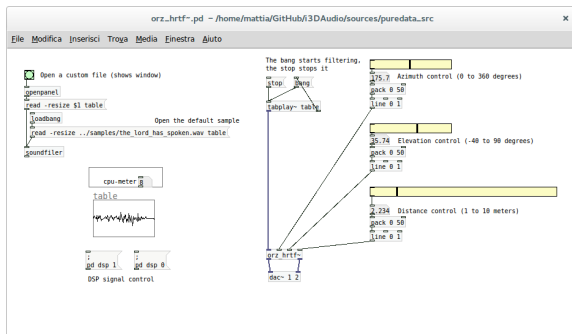 orz_hrtf~.pd - /home/mattia/GitHub/i3DAudio/sources/puredata_src
×
File Modifica Inserisci Trova Media Finestra Aiuto
Open a custom file (shows window)
openpanel
read -resize $1 table
loadbang
Open the default sample
read -resize ../samples/the_lord_has_spoken.wav table
soundfiler
cpu-meter 8
table
;
pd dsp 1
;
pd dsp 0
DSP signal control
The bang starts filtering,
the stop stops it
stop
bang
tabplay~ table
175.7
Azimuth control (0 to 360 degrees)
pack 0 50
line 0 1
35.74
Elevation control (-40 to 90 degrees)
pack 0 50
line 0 1
2.234
Distance control (1 to 10 meters)
pack 0 50
line 0 1
orz_hrtf~
dac~ 1 2